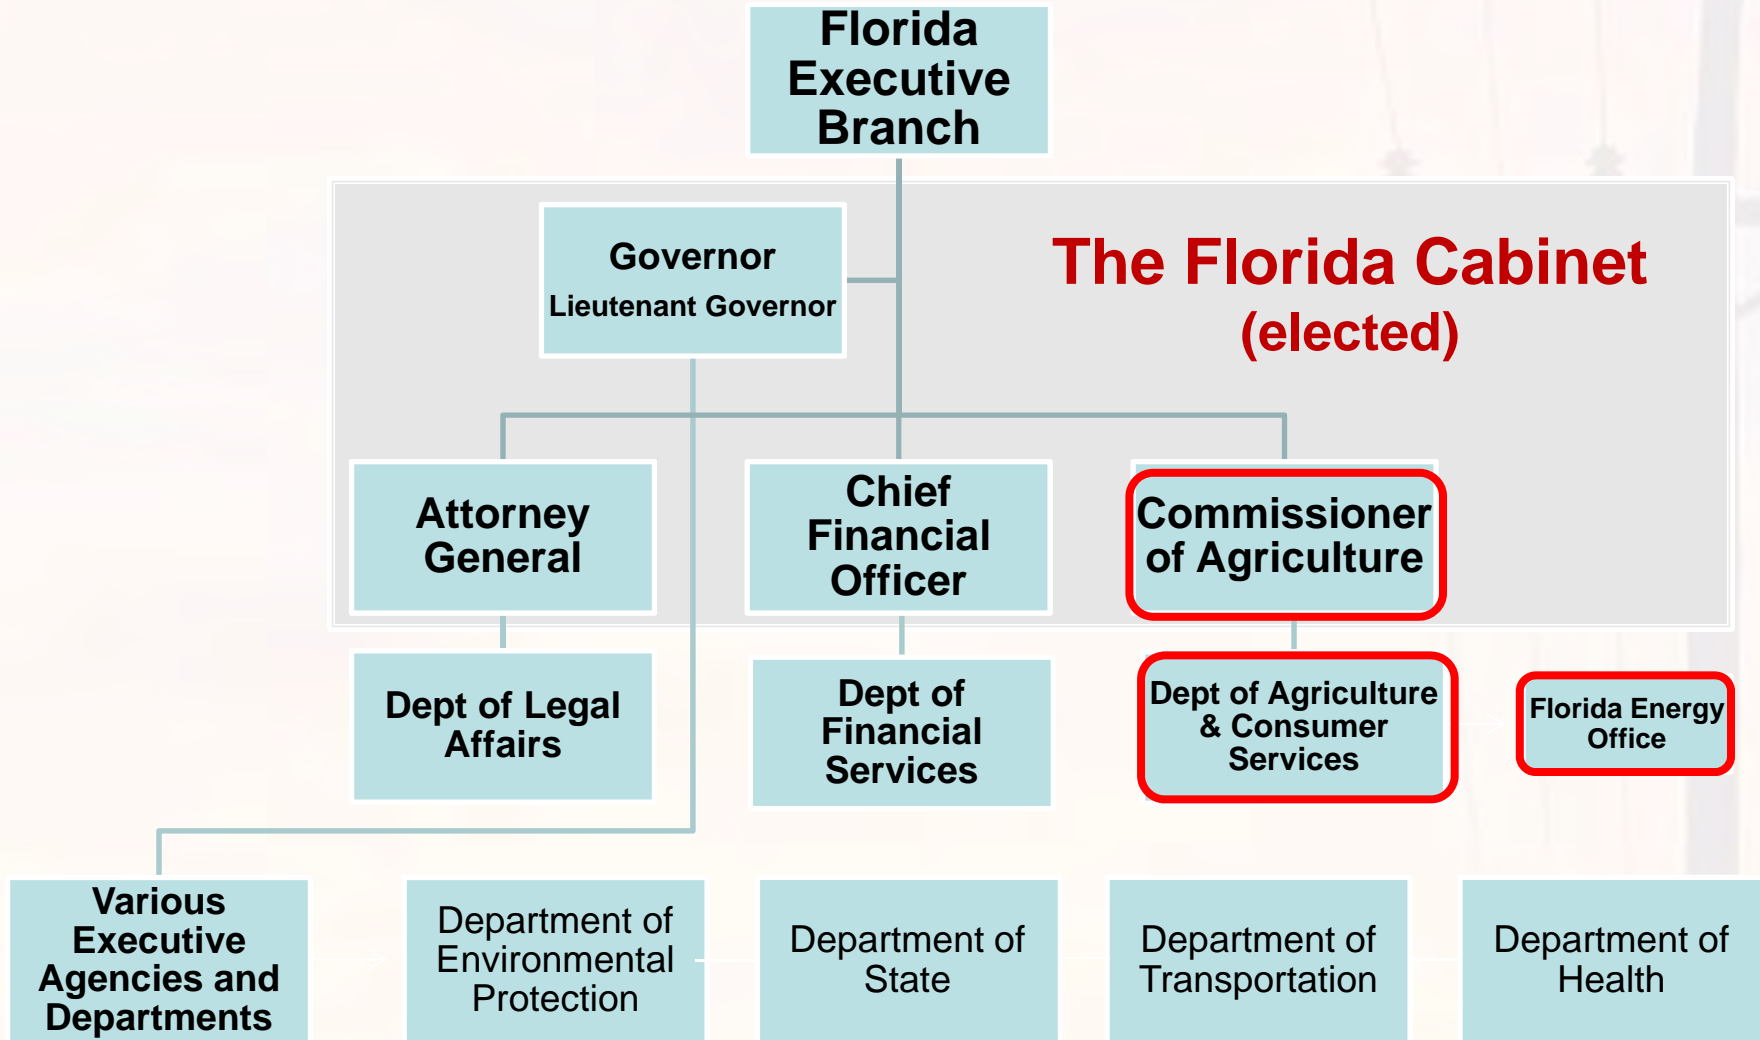 Florida
Executive
Branch
Governor
Lieutenant Governor
The Florida Cabinet
(elected)
Attorney
General
Chief
Financial
Officer
Commissioner
of Agriculture
Dept of Legal
Affairs
Dept of
Financial
Services
Dept of Agriculture
& Consumer
Services
Florida Energy
Office
Various
Executive
Agencies and
Departments
Department of
Environmental
Protection
Department of
State
Department of
Transportation
Department of
Health